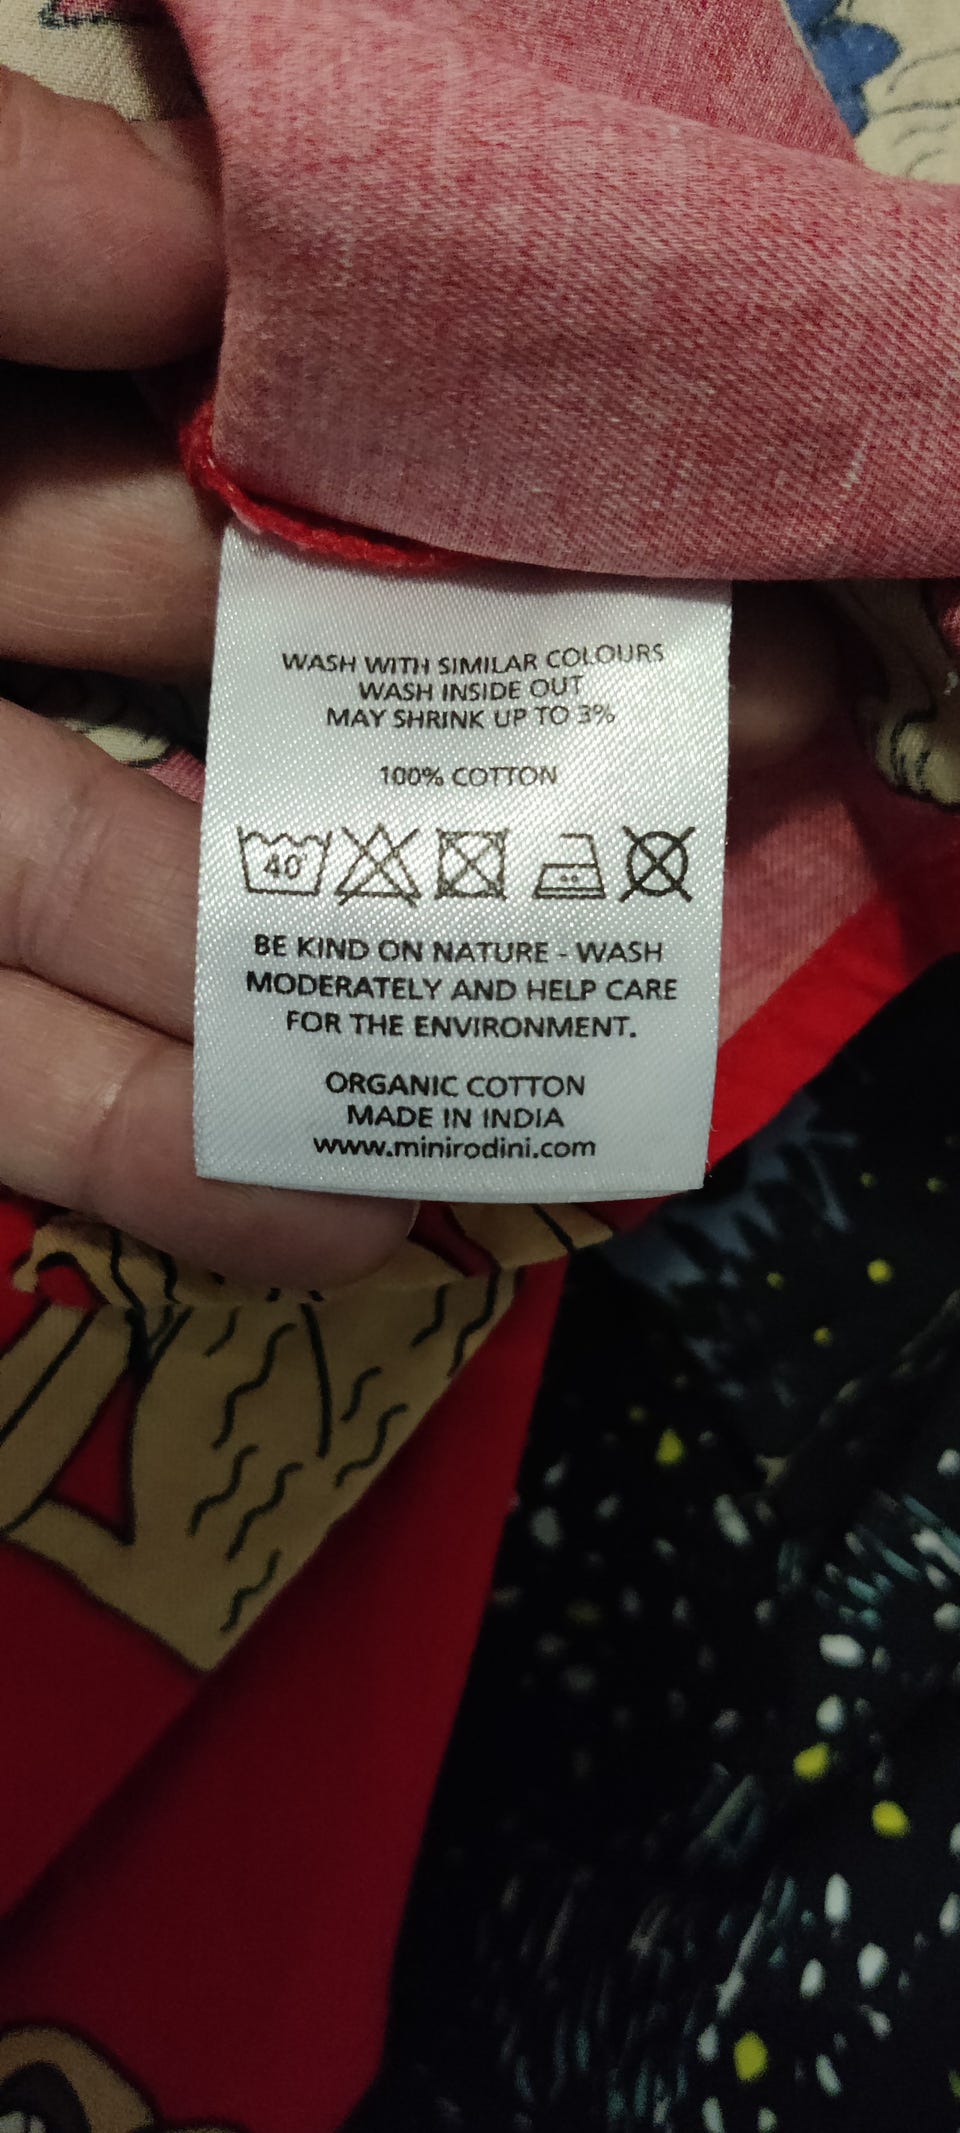 WASH WITH SIMILAR COLOURS
WASH INSIDE OUT
MAY SHRINK UP TO 3%
100% COTTON
40°
BE KIND ON NATURE - WASH
MODERATELY AND HELP CARE
FOR THE ENVIRONMENT.
ORGANIC COTTON
MADE IN INDIA
www.minirodini.com